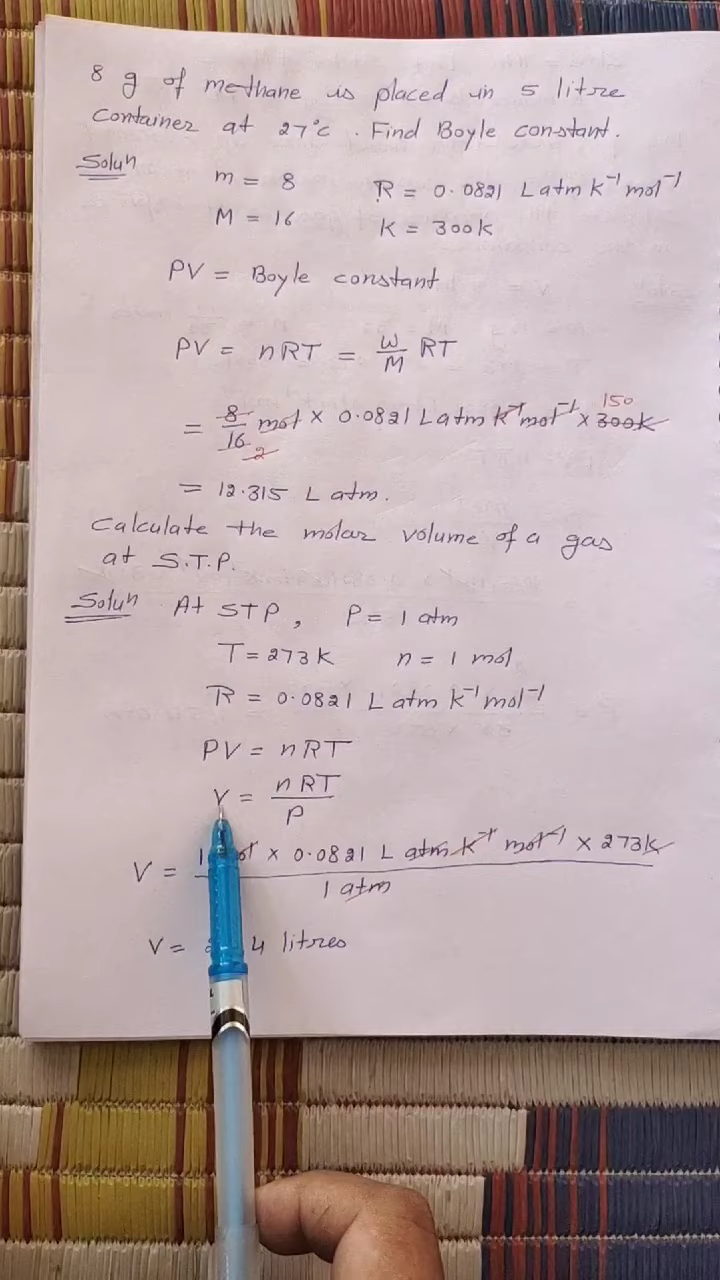 8 g of methane is placed in 5 litre
container at 27°C. Find Boyle constant.
Solun
m = 8 R = 0.0821 L atm K⁻¹ mol⁻¹
M = 16 K = 300K
PV = Boyle constant
PV = nRT = W/M RT
= 8/16 mol × 0.0821 L atm K⁻¹ mol⁻¹ × 300K
2 150
= 12.315 L atm.
Calculate the molar volume of a gas
at S.T.P.
Solun At STP, P = 1 atm
T = 273 K n = 1 mol
R = 0.0821 L atm K⁻¹ mol⁻¹
PV = nRT
V = nRT/P
V = 1 × 0.0821 L atm K⁻¹ mol⁻¹ × 273K / 1 atm
V = 4 litres